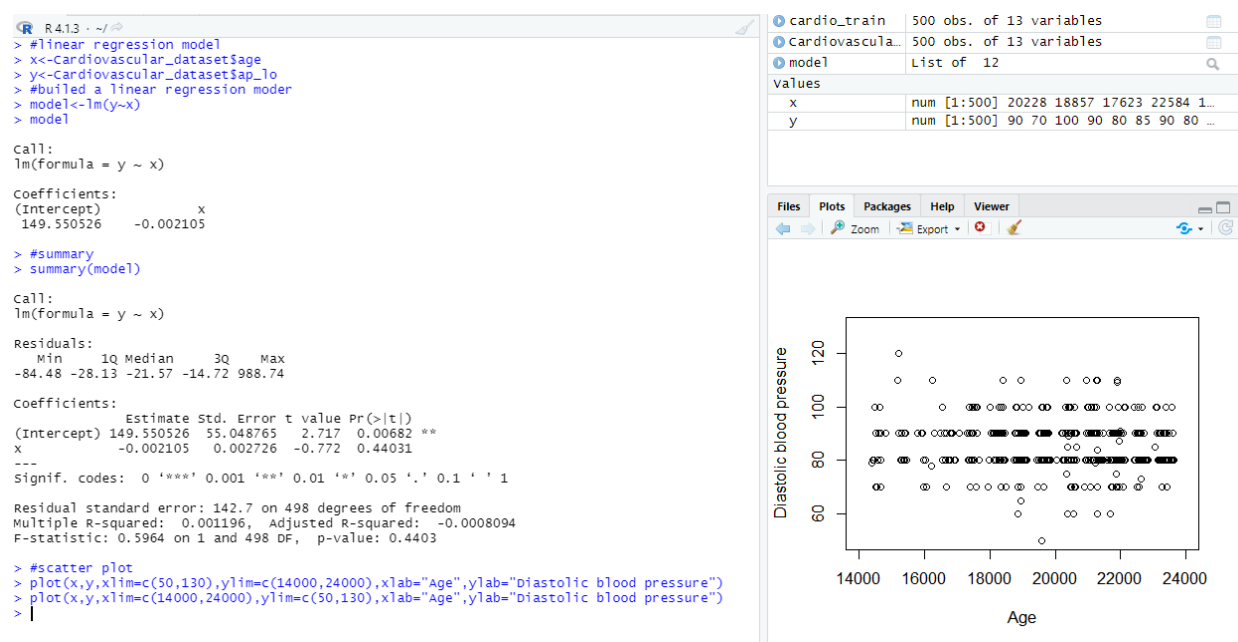 R 4.1.3 · ~/
> #linear regression model
> x<-Cardiovascular_dataset$age
> y<-Cardiovascular_dataset$ap_lo
> #builed a linear regression moder
> model<-lm(y~x)
> model
Call:
lm(formula = y ~ x)
Coefficients:
(Intercept)            x
 149.550526    -0.002105
> #summary
> summary(model)
Call:
lm(formula = y ~ x)
Residuals:
   Min     1Q Median     3Q    Max
-84.48 -28.13 -21.57 -14.72 988.74
Coefficients:
              Estimate Std. Error t value Pr(>|t|)
(Intercept) 149.550526  55.048765   2.717  0.00682 **
x            -0.002105   0.002726  -0.772  0.44031
---
Signif. codes:  0 ‘***’ 0.001 ‘**’ 0.01 ‘*’ 0.05 ‘.’ 0.1 ‘ ’ 1
Residual standard error: 142.7 on 498 degrees of freedom
Multiple R-squared:  0.001196,  Adjusted R-squared:  -0.0008094
F-statistic: 0.5964 on 1 and 498 DF,  p-value: 0.4403
> #scatter plot
> plot(x,y,xlim=c(50,130),ylim=c(14000,24000),xlab="Age",ylab="Diastolic blood pressure")
> plot(x,y,xlim=c(14000,24000),ylim=c(50,130),xlab="Age",ylab="Diastolic blood pressure")
>
cardio_train 500 obs. of 13 variables
Cardiovascula… 500 obs. of 13 variables
model List of 12
Values
x num [1:500] 20228 18857 17623 22584 1…
y num [1:500] 90 70 100 90 80 85 90 80 …
Files Plots Packages Help Viewer
Zoom Export
Diastolic blood pressure
120
100
80
60
14000 16000 18000 20000 22000 24000
Age